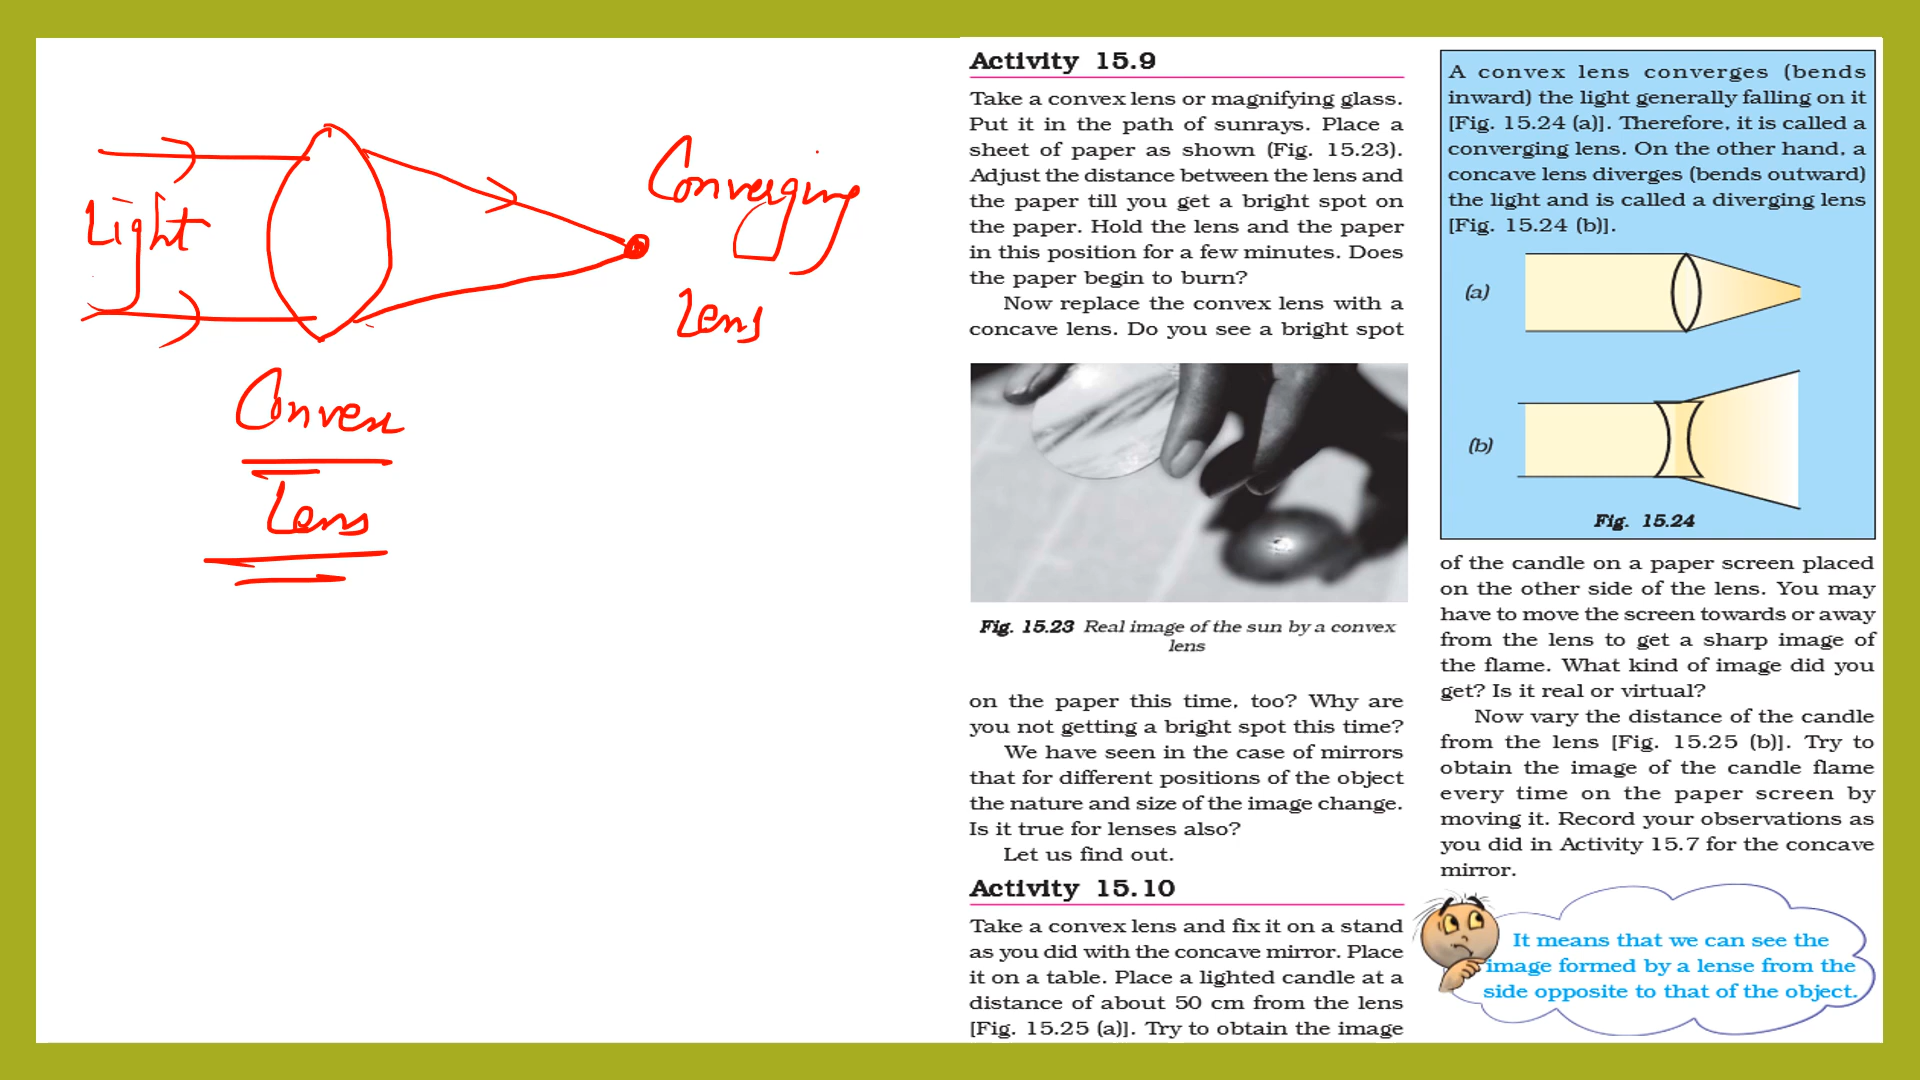 Light
Converging
Lens
Convex
Lens
Activity 15.9
Take a convex lens or magnifying glass.
Put it in the path of sunrays. Place a
sheet of paper as shown (Fig. 15.23).
Adjust the distance between the lens and
the paper till you get a bright spot on
the paper. Hold the lens and the paper
in this position for a few minutes. Does
the paper begin to burn?
Now replace the convex lens with a
concave lens. Do you see a bright spot
Fig. 15.23 Real image of the sun by a convex
lens
on the paper this time, too? Why are
you not getting a bright spot this time?
We have seen in the case of mirrors
that for different positions of the object
the nature and size of the image change.
Is it true for lenses also?
Let us find out.
Activity 15.10
Take a convex lens and fix it on a stand
as you did with the concave mirror. Place
it on a table. Place a lighted candle at a
distance of about 50 cm from the lens
[Fig. 15.25 (a)]. Try to obtain the image
A convex lens converges (bends
inward) the light generally falling on it
[Fig. 15.24 (a)]. Therefore, it is called a
converging lens. On the other hand, a
concave lens diverges (bends outward)
the light and is called a diverging lens
[Fig. 15.24 (b)].
(a)
(b)
Fig. 15.24
of the candle on a paper screen placed
on the other side of the lens. You may
have to move the screen towards or away
from the lens to get a sharp image of
the flame. What kind of image did you
get? Is it real or virtual?
Now vary the distance of the candle
from the lens [Fig. 15.25 (b)]. Try to
obtain the image of the candle flame
every time on the paper screen by
moving it. Record your observations as
you did in Activity 15.7 for the concave
mirror.
It means that we can see the
image formed by a lense from the
side opposite to that of the object.